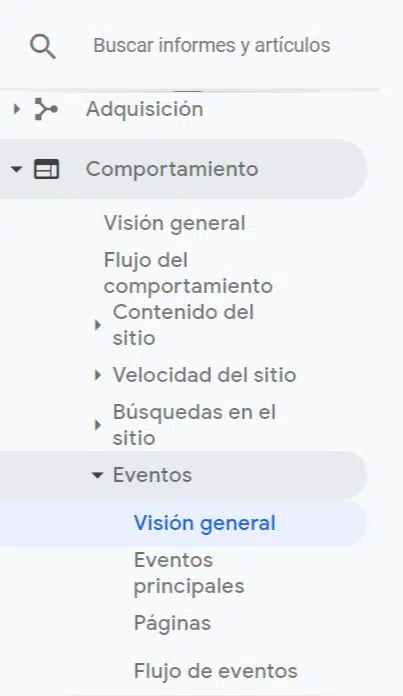 Buscar informes y artículos
Adquisición
Comportamiento
Visión general
Flujo del
comportamiento
Contenido del
sitio
Velocidad del sitio
Búsquedas en el
sitio
Eventos
Visión general
Eventos
principales
Páginas
Flujo de eventos